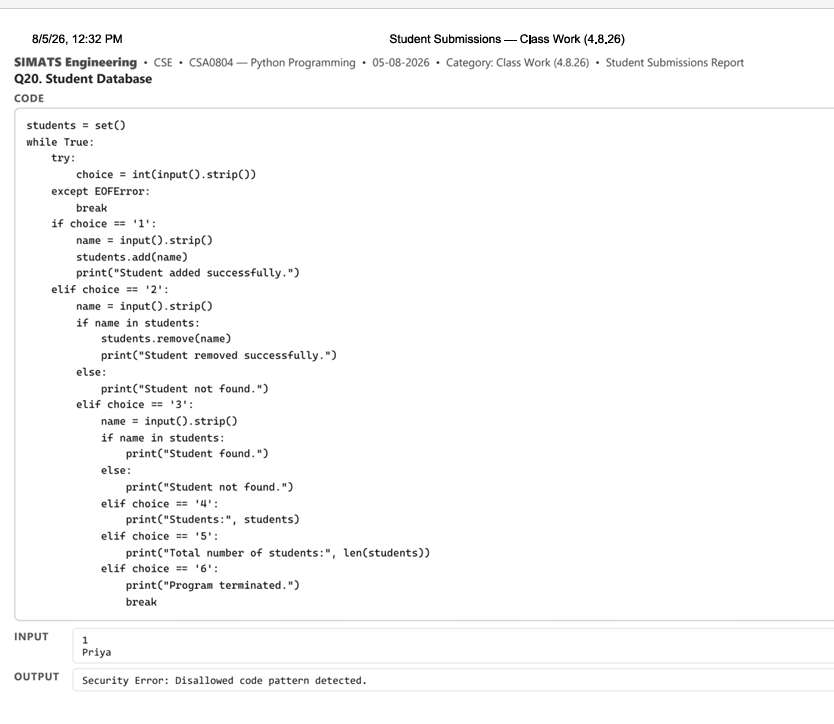 8/5/26, 12:32 PM Student Submissions — Class Work (4.8.26)
SIMATS Engineering • CSE • CSA0804 — Python Programming • 05-08-2026 • Category: Class Work (4.8.26) • Student Submissions Report
Q20. Student Database
CODE
students = set()
while True:
    try:
        choice = int(input().strip())
    except EOFError:
        break
    if choice == '1':
        name = input().strip()
        students.add(name)
        print("Student added successfully.")
    elif choice == '2':
        name = input().strip()
        if name in students:
            students.remove(name)
            print("Student removed successfully.")
        else:
            print("Student not found.")
        elif choice == '3':
            name = input().strip()
            if name in students:
                print("Student found.")
            else:
                print("Student not found.")
            elif choice == '4':
                print("Students:", students)
            elif choice == '5':
                print("Total number of students:", len(students))
            elif choice == '6':
                print("Program terminated.")
                break
INPUT
1
Priya
OUTPUT
Security Error: Disallowed code pattern detected.